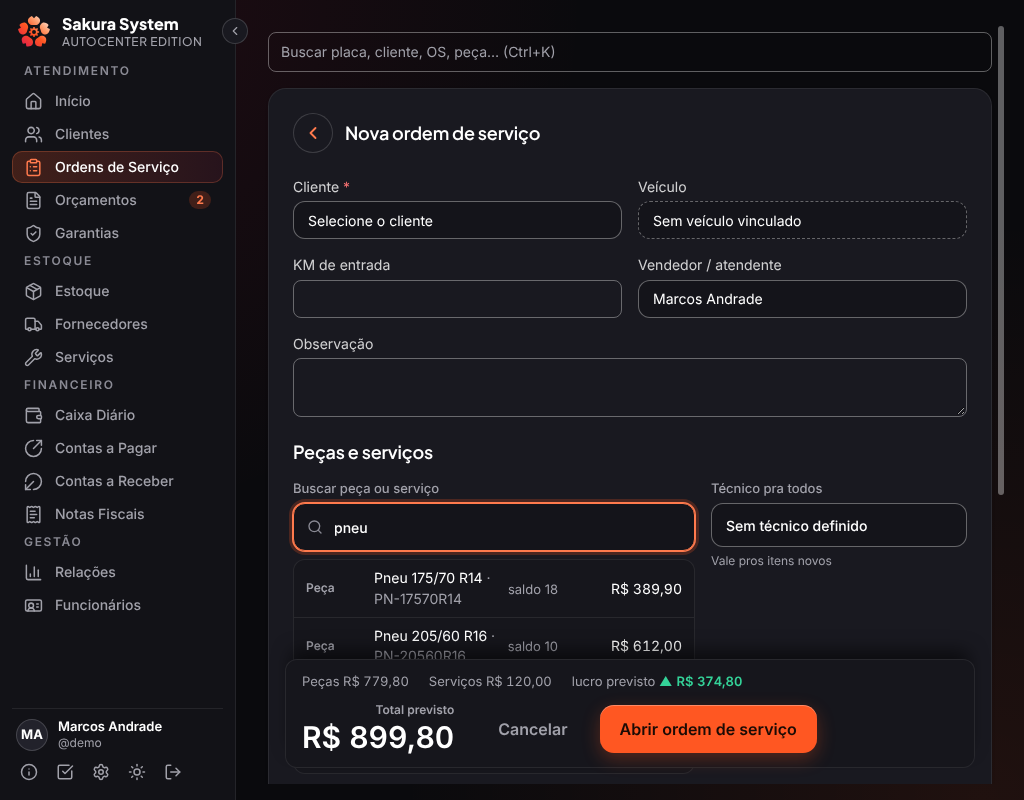 Sakura System
AUTOCENTER EDITION
ATENDIMENTO
Início
Clientes
Ordens de Serviço
Orçamentos 2
Garantias
ESTOQUE
Estoque
Fornecedores
Serviços
FINANCEIRO
Caixa Diário
Contas a Pagar
Contas a Receber
Notas Fiscais
GESTÃO
Relações
Funcionários
MA
Marcos Andrade
@demo
Buscar placa, cliente, OS, peça... (Ctrl+K)
Nova ordem de serviço
Cliente *
Selecione o cliente
Veículo
Sem veículo vinculado
KM de entrada
Vendedor / atendente
Marcos Andrade
Observação
Peças e serviços
Buscar peça ou serviço
pneu
Técnico pra todos
Sem técnico definido
Vale pros itens novos
Peça Pneu 175/70 R14 · saldo 18 R$ 389,90
PN-17570R14
Peça Pneu 205/60 R16 · saldo 10 R$ 612,00
PN-20560R16
Peças R$ 779,80 Serviços R$ 120,00 lucro previsto ▲ R$ 374,80
Total previsto
R$ 899,80
Cancelar
Abrir ordem de serviço